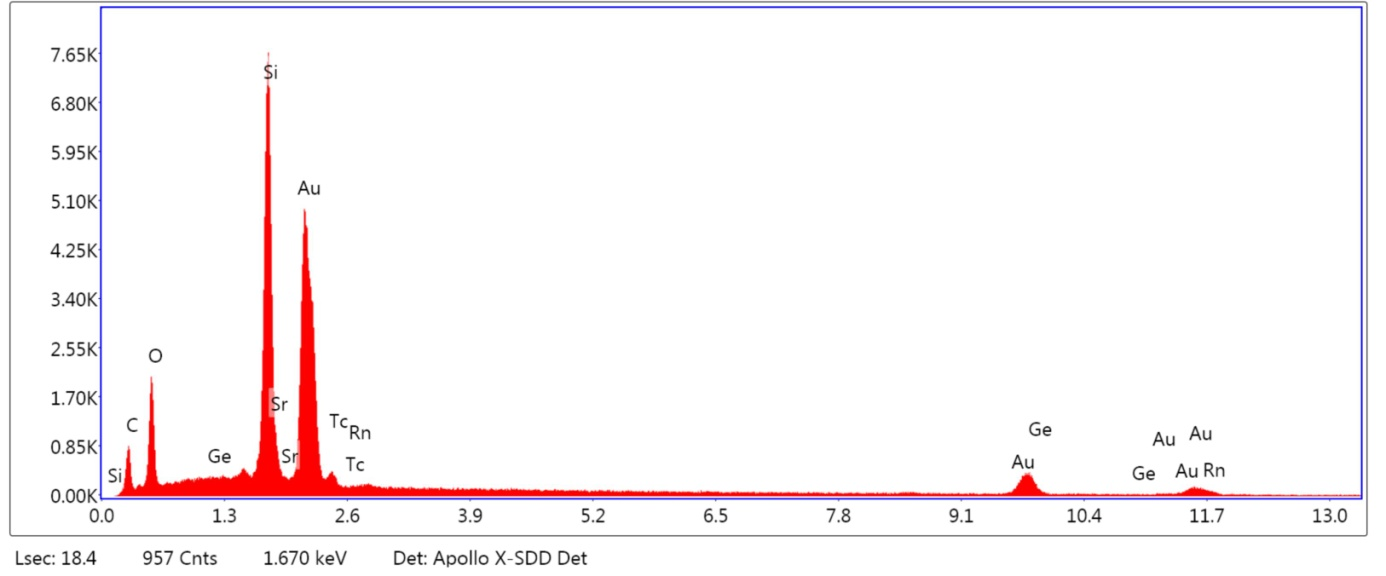 7.65K
Si
6.80K
5.95K
Au
5.10K
4.25K
3.40K
O
2.55K
1.70K
Sr
C
Tc
Rn
Ge
Au
Au
0.85K
Ge
Sr
Tc
Au
Ge
Au
Rn
Si
0.00K
0.0 1.3 2.6 3.9 5.2 6.5 7.8 9.1 10.4 11.7 13.0
Lsec: 18.4 957 Cnts 1.670 keV Det: Apollo X-SDD Det